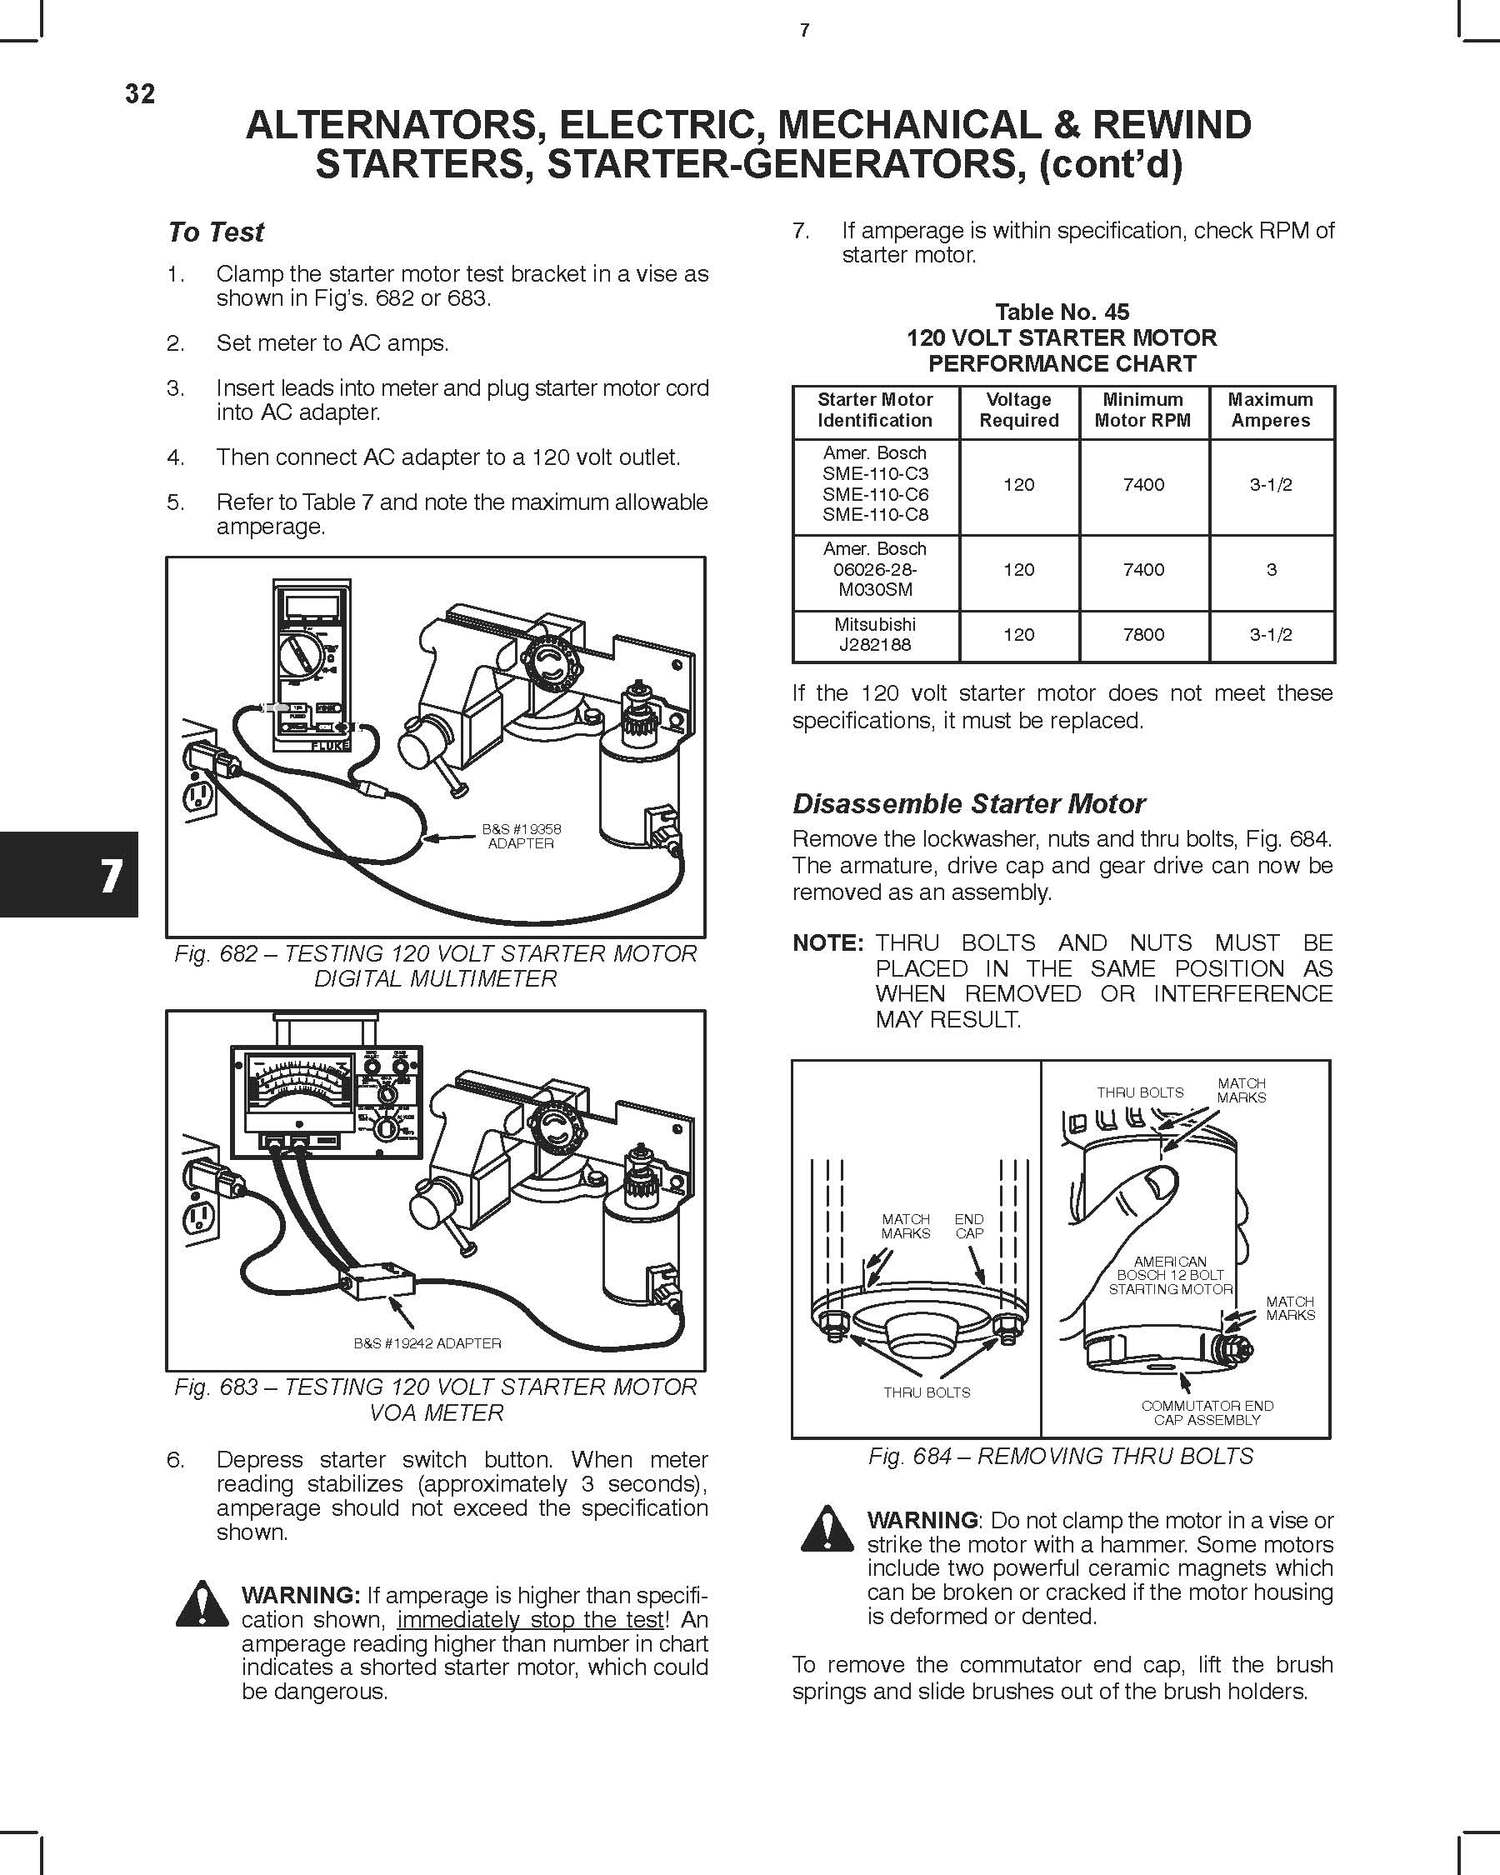 7
32
ALTERNATORS, ELECTRIC, MECHANICAL & REWIND
STARTERS, STARTER-GENERATORS, (cont’d)
To Test
1. Clamp the starter motor test bracket in a vise as
shown in Fig’s. 682 or 683.
2. Set meter to AC amps.
3. Insert leads into meter and plug starter motor cord
into AC adapter.
4. Then connect AC adapter to a 120 volt outlet.
5. Refer to Table 7 and note the maximum allowable
amperage.
FLUKE
B&S #19358
ADAPTER
Fig. 682 – TESTING 120 VOLT STARTER MOTOR
DIGITAL MULTIMETER
B&S #19242 ADAPTER
Fig. 683 – TESTING 120 VOLT STARTER MOTOR
VOA METER
6. Depress starter switch button. When meter
reading stabilizes (approximately 3 seconds),
amperage should not exceed the specification
shown.
WARNING: If amperage is higher than specifi-
cation shown, immediately stop the test! An
amperage reading higher than number in chart
indicates a shorted starter motor, which could
be dangerous.
7
7. If amperage is within specification, check RPM of
starter motor.
Table No. 45
120 VOLT STARTER MOTOR
PERFORMANCE CHART
Starter Motor Voltage Minimum Maximum
Identification Required Motor RPM Amperes
Amer. Bosch
SME-110-C3
SME-110-C6
SME-110-C8
120 7400 3-1/2
Amer. Bosch
06026-28-
M030SM
120 7400 3
Mitsubishi
J282188
120 7800 3-1/2
If the 120 volt starter motor does not meet these
specifications, it must be replaced.
Disassemble Starter Motor
Remove the lockwasher, nuts and thru bolts, Fig. 684.
The armature, drive cap and gear drive can now be
removed as an assembly.
NOTE: THRU BOLTS AND NUTS MUST BE
PLACED IN THE SAME POSITION AS
WHEN REMOVED OR INTERFERENCE
MAY RESULT.
MATCH
MARKS
END
CAP
THRU BOLTS
THRU BOLTS
MATCH
MARKS
AMERICAN
BOSCH 12 BOLT
STARTING MOTOR
MATCH
MARKS
COMMUTATOR END
CAP ASSEMBLY
Fig. 684 – REMOVING THRU BOLTS
WARNING: Do not clamp the motor in a vise or
strike the motor with a hammer. Some motors
include two powerful ceramic magnets which
can be broken or cracked if the motor housing
is deformed or dented.
To remove the commutator end cap, lift the brush
springs and slide brushes out of the brush holders.